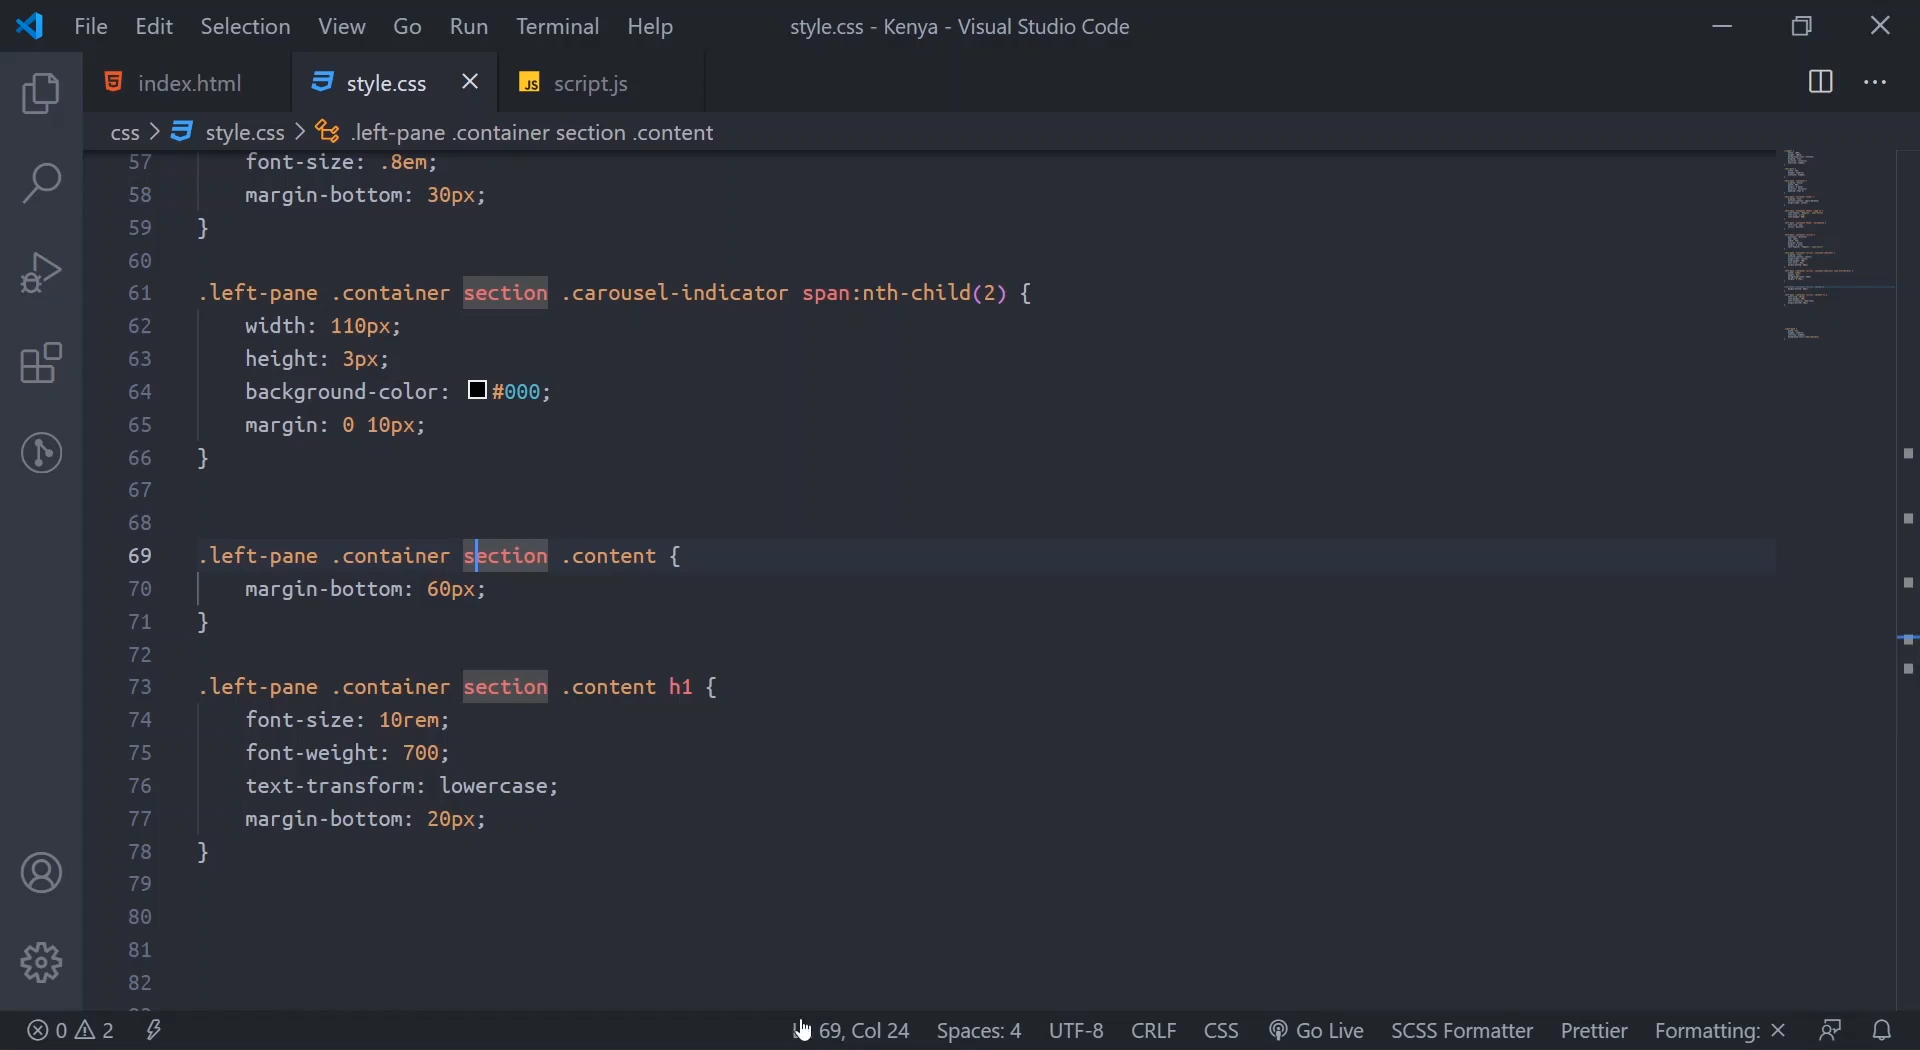 File Edit Selection View Go Run Terminal Help style.css - Kenya - Visual Studio Code
index.html style.css JS script.js
css > style.css > .left-pane .container section .content
57 font-size: .8em;
58 margin-bottom: 30px;
59 }
60
61 .left-pane .container section .carousel-indicator span:nth-child(2) {
62 width: 110px;
63 height: 3px;
64 background-color: #000;
65 margin: 0 10px;
66 }
67
68
69 .left-pane .container section .content {
70 margin-bottom: 60px;
71 }
72
73 .left-pane .container section .content h1 {
74 font-size: 10rem;
75 font-weight: 700;
76 text-transform: lowercase;
77 margin-bottom: 20px;
78 }
79
80
81
82
0 2 69, Col 24 Spaces: 4 UTF-8 CRLF CSS Go Live SCSS Formatter Prettier Formatting: ×